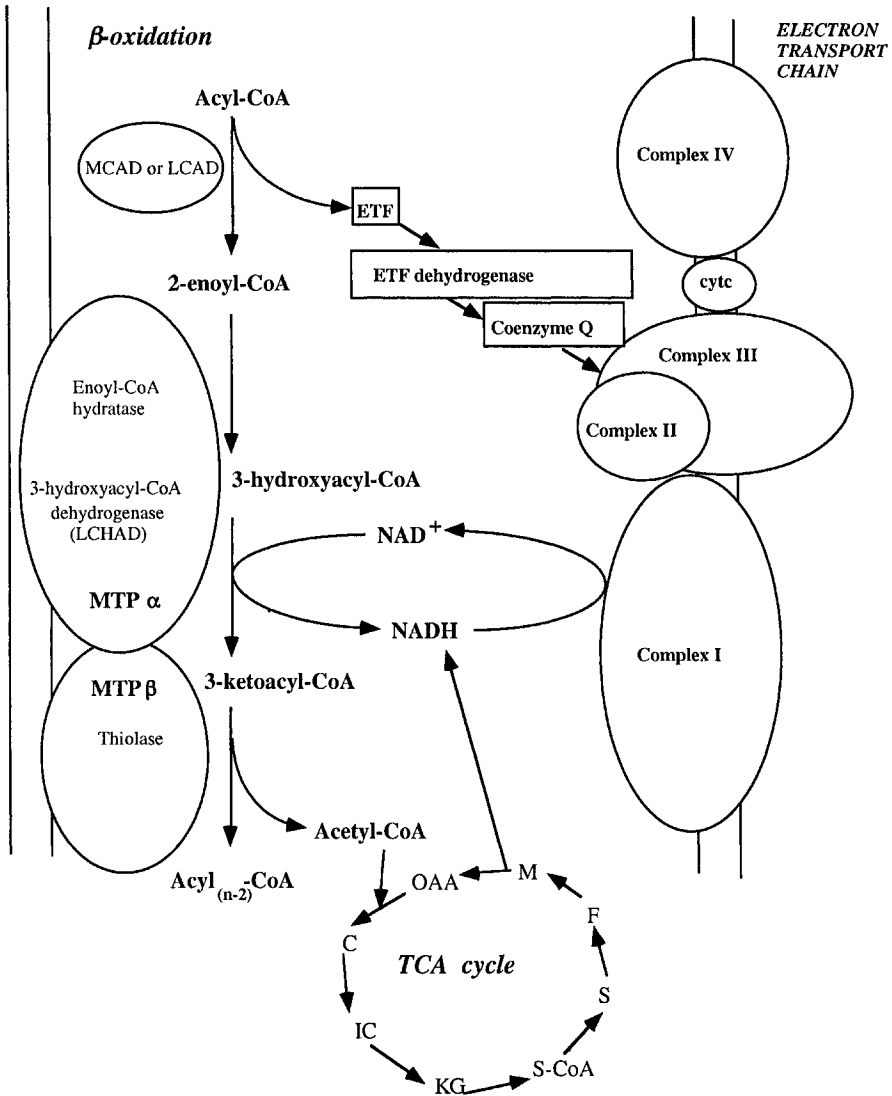 β-oxidation
ELECTRON
TRANSPORT
CHAIN
Acyl-CoA
MCAD or LCAD
ETF
ETF dehydrogenase
Coenzyme Q
2-enoyl-CoA
Complex IV
cytc
Complex III
Complex II
Enoyl-CoA
hydratase
3-hydroxyacyl-CoA
3-hydroxyacyl-CoA
dehydrogenase
(LCHAD)
NAD+
MTP α
NADH
Complex I
MTP β
3-ketoacyl-CoA
Thiolase
Acetyl-CoA
Acyl(n-2)-CoA
OAA
M
F
C
TCA cycle
S
IC
S-CoA
KG